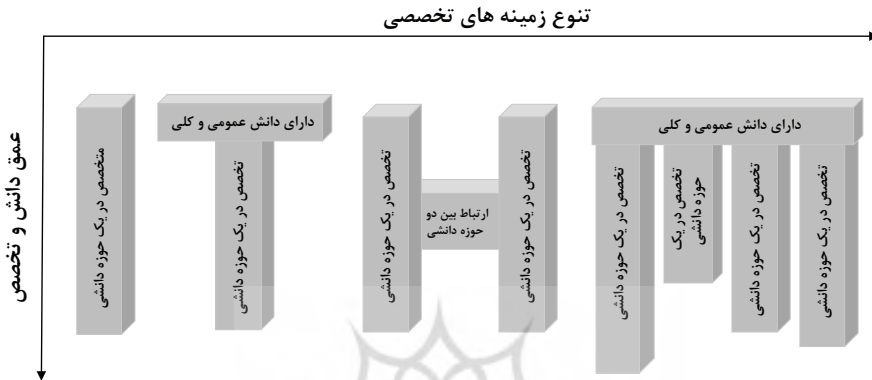 تنوع زمینه های تخصصی
عمق دانش و تخصص
متخصص در یک حوزه دانشی
دارای دانش عمومی و کلی
تخصص در یک حوزه دانشی
تخصص در یک حوزه دانشی
ارتباط بین دو
حوزه دانشی
تخصص در یک حوزه دانشی
دارای دانش عمومی و کلی
تخصص در یک حوزه دانشی
تخصص در یک
حوزه دانشی
تخصص در یک حوزه دانشی
تخصص در یک حوزه دانشی